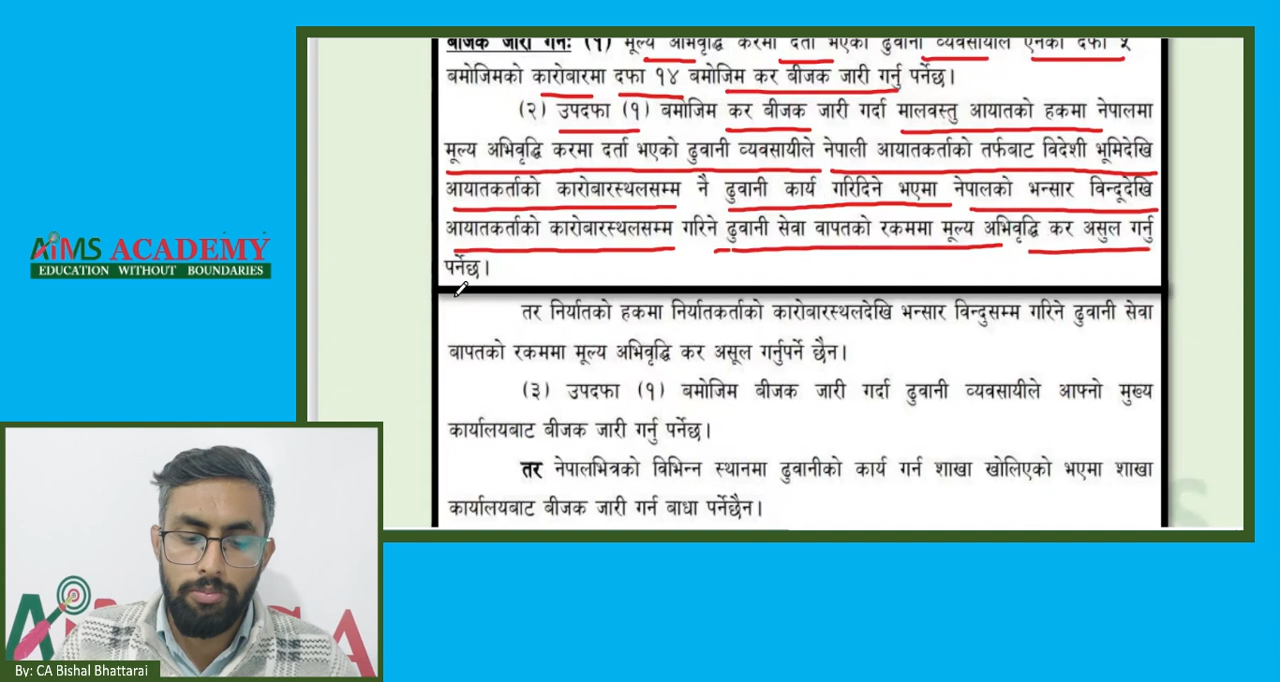 बीजक जारी गर्नेः (१) मूल्य अभिवृद्धि करमा दर्ता भएका ढुवानी व्यवसायीले ऐनको दफा ५
बमोजिमको कारोबारमा दफा १४ बमोजिम कर बीजक जारी गर्नु पर्नेछ।
(२) उपदफा (१) बमोजिम कर बीजक जारी गर्दा मालवस्तु आयातको हकमा नेपालमा
मूल्य अभिवृद्धि करमा दर्ता भएको ढुवानी व्यवसायीले नेपाली आयातकर्ताको तर्फबाट विदेशी भूमिदेखि
आयातकर्ताको कारोबारस्थलसम्म नै ढुवानी कार्य गरिदिने भएमा नेपालको भन्सार विन्दूदेखि
आयातकर्ताको कारोबारस्थलसम्म गरिने ढुवानी सेवा वापतको रकममा मूल्य अभिवृद्धि कर असुल गर्नु
पर्नेछ।
तर निर्यातको हकमा निर्यातकर्ताको कारोबारस्थलदेखि भन्सार विन्दुसम्म गरिने ढुवानी सेवा
बापतको रकममा मूल्य अभिवृद्धि कर असूल गर्नुपर्ने छैन।
(३) उपदफा (१) बमोजिम बीजक जारी गर्दा ढुवानी व्यवसायीले आफ्नो मुख्य
कार्यालयबाट बीजक जारी गर्नु पर्नेछ।
तर नेपालभित्रको विभिन्न स्थानमा ढुवानीको कार्य गर्न शाखा खोलिएको भएमा शाखा
कार्यालयबाट बीजक जारी गर्न बाधा पर्नेछैन।
AIMS ACADEMY
EDUCATION WITHOUT BOUNDARIES
By: CA Bishal Bhattarai